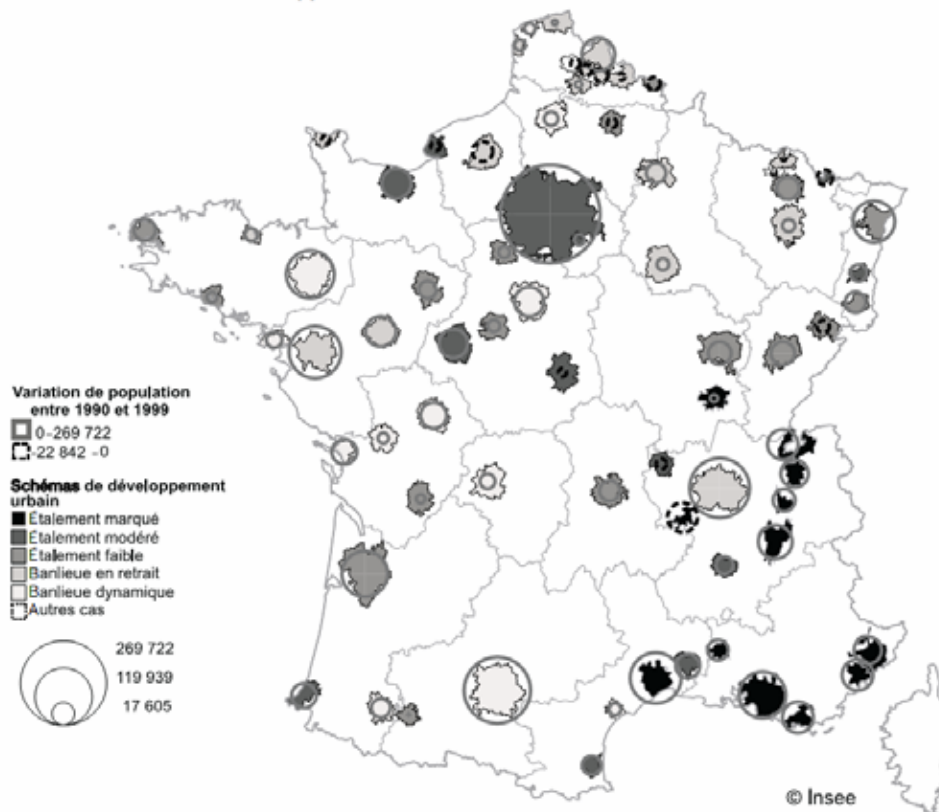 Variation de population
entre 1990 et 1999
0-269 722
-22 842 -0
Schémas de développement
urbain
Étalement marqué
Étalement modéré
Étalement faible
Banlieue en retrait
Banlieue dynamique
Autres cas
269 722
119 939
17 605
© Insee